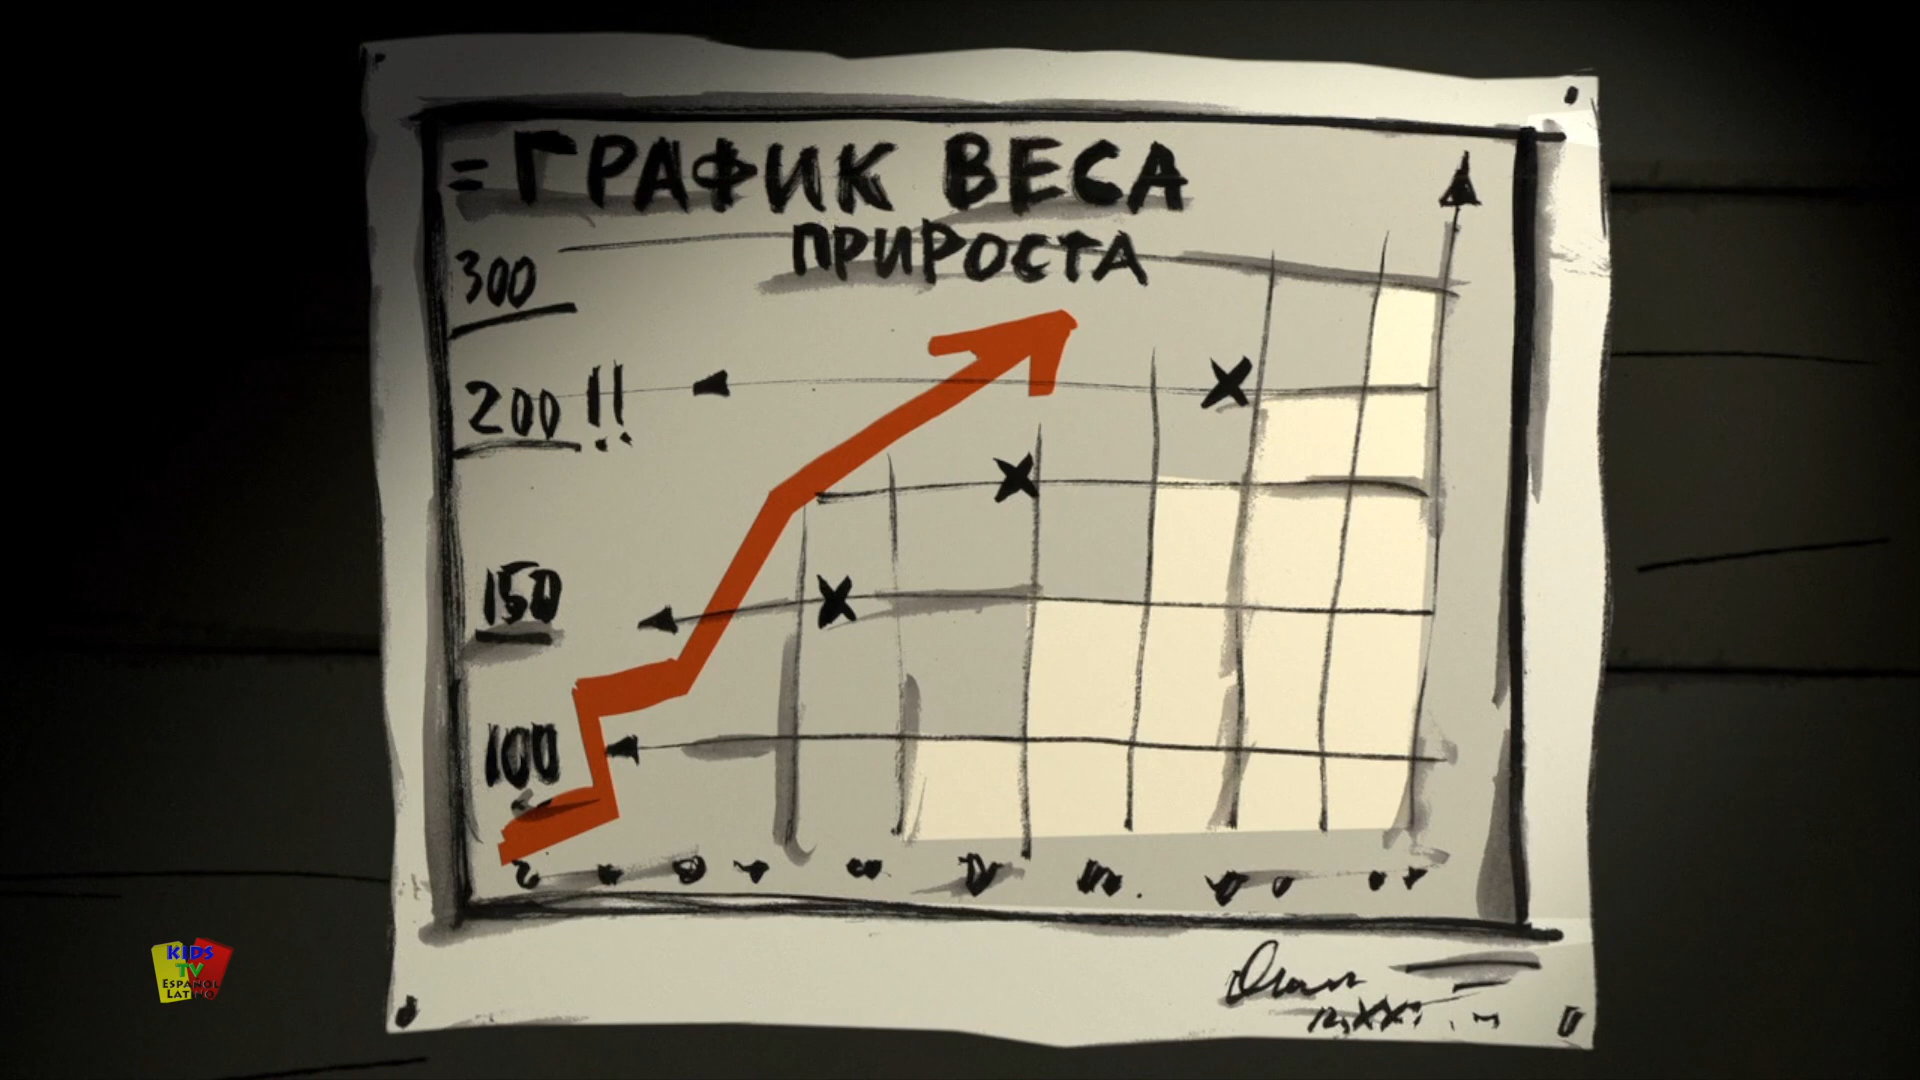 =ГРАФИК ВЕСА
ПРИРОСТА
300
200!!
150
100
KIDS
TV
ESPAÑOL
LATINO